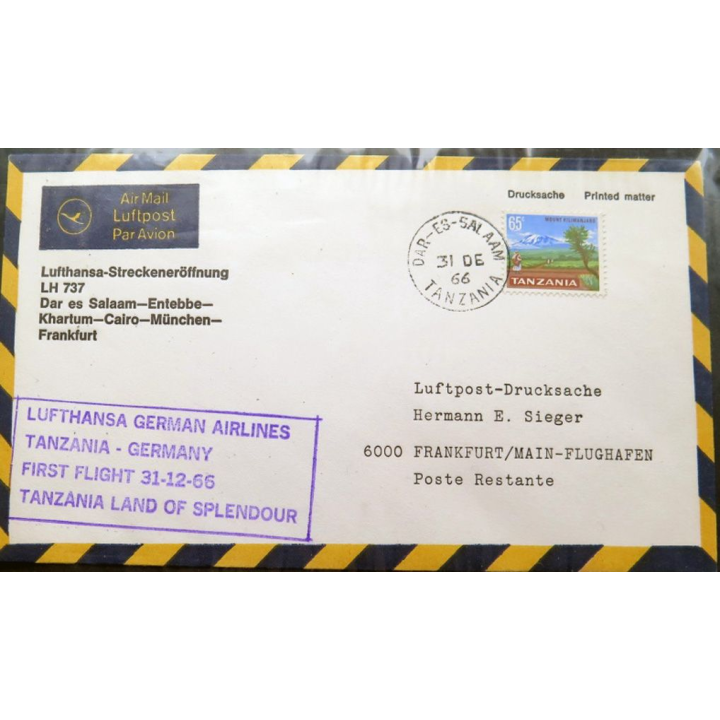 AirMail
Luftpost
Par Avion
Drucksache Printed matter
Lufthansa-Streckeneröffnung
LH 737
Dar es Salaam—Entebbe—
Khartum—Cairo—München—
Frankfurt
DAR-ES-SALAAM
31 DE
66
TANZANIA
65ᶜ
MOUNT KILIMANJARO
TANZANIA
Luftpost-Drucksache
Hermann E. Sieger
6000 FRANKFURT/MAIN-FLUGHAFEN
Poste Restante
LUFTHANSA GERMAN AIRLINES
TANZANIA - GERMANY
FIRST FLIGHT 31-12-66
TANZANIA LAND OF SPLENDOUR